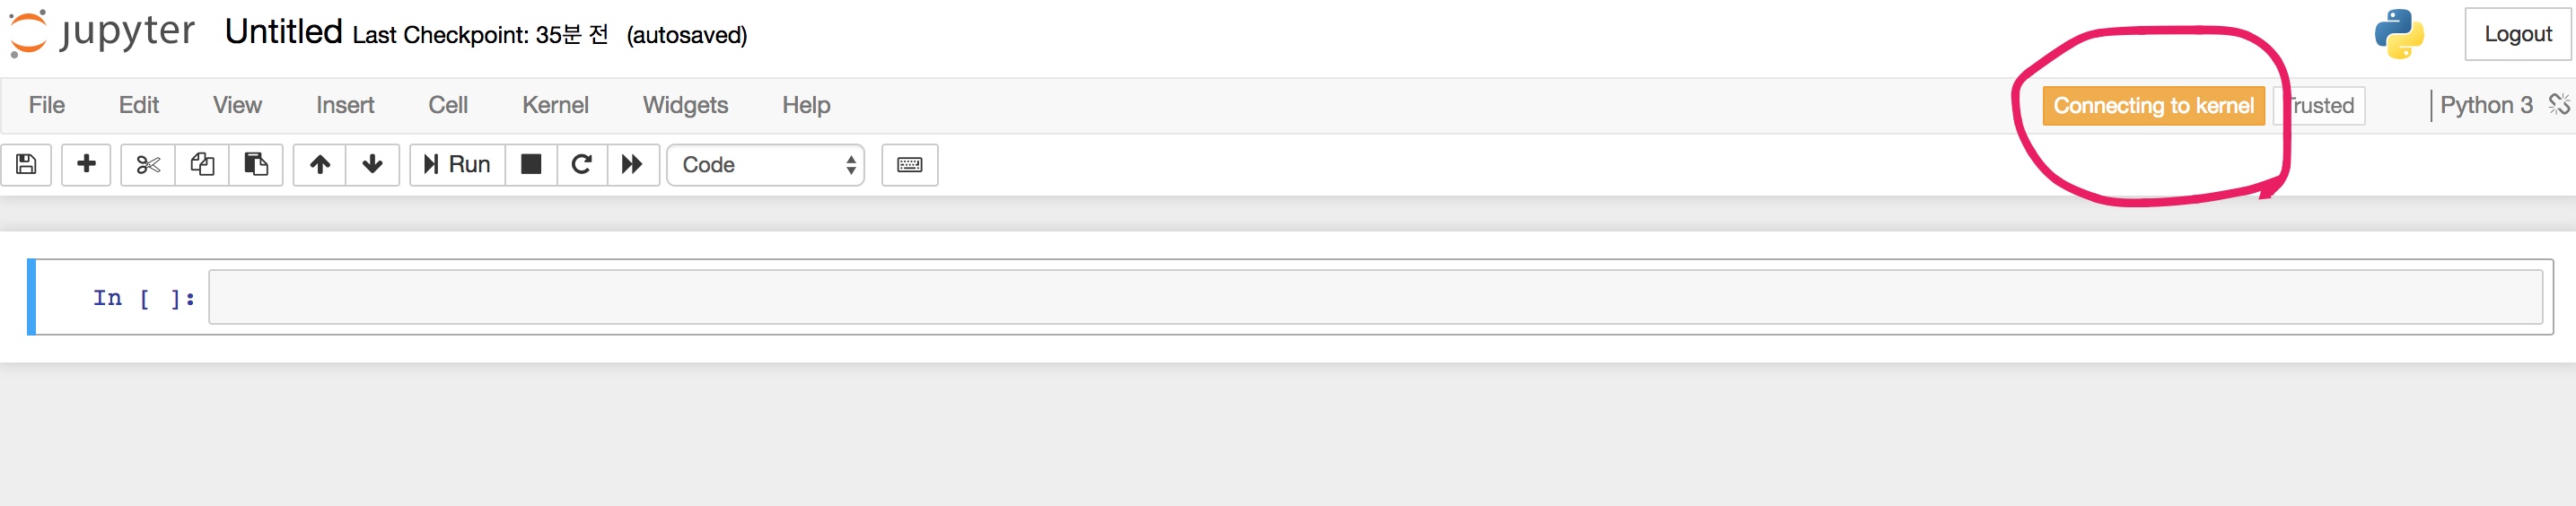 jupyter Untitled Last Checkpoint: 35분 전 (autosaved) Logout
File Edit View Insert Cell Kernel Widgets Help Connecting to kernel Trusted Python 3
Run Code
In [ ]: